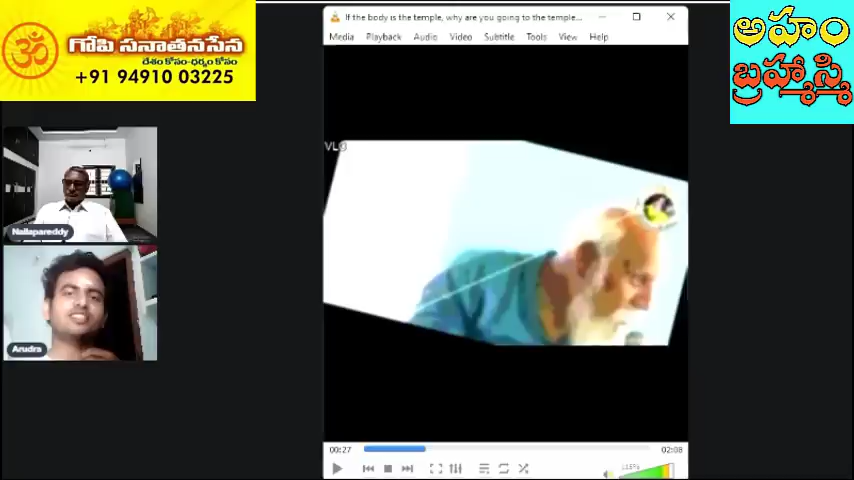 గోపి సనాతనసేన
దేశం కోసం-ధర్మం కోసం
+91 94910 03225
If the body is the temple, why are you going to the temple...
Media Playback Audio Video Subtitle Tools View Help
అహం
బ్రహ్మాస్మి
Nallapareddy
Arudra
00:27
02:08